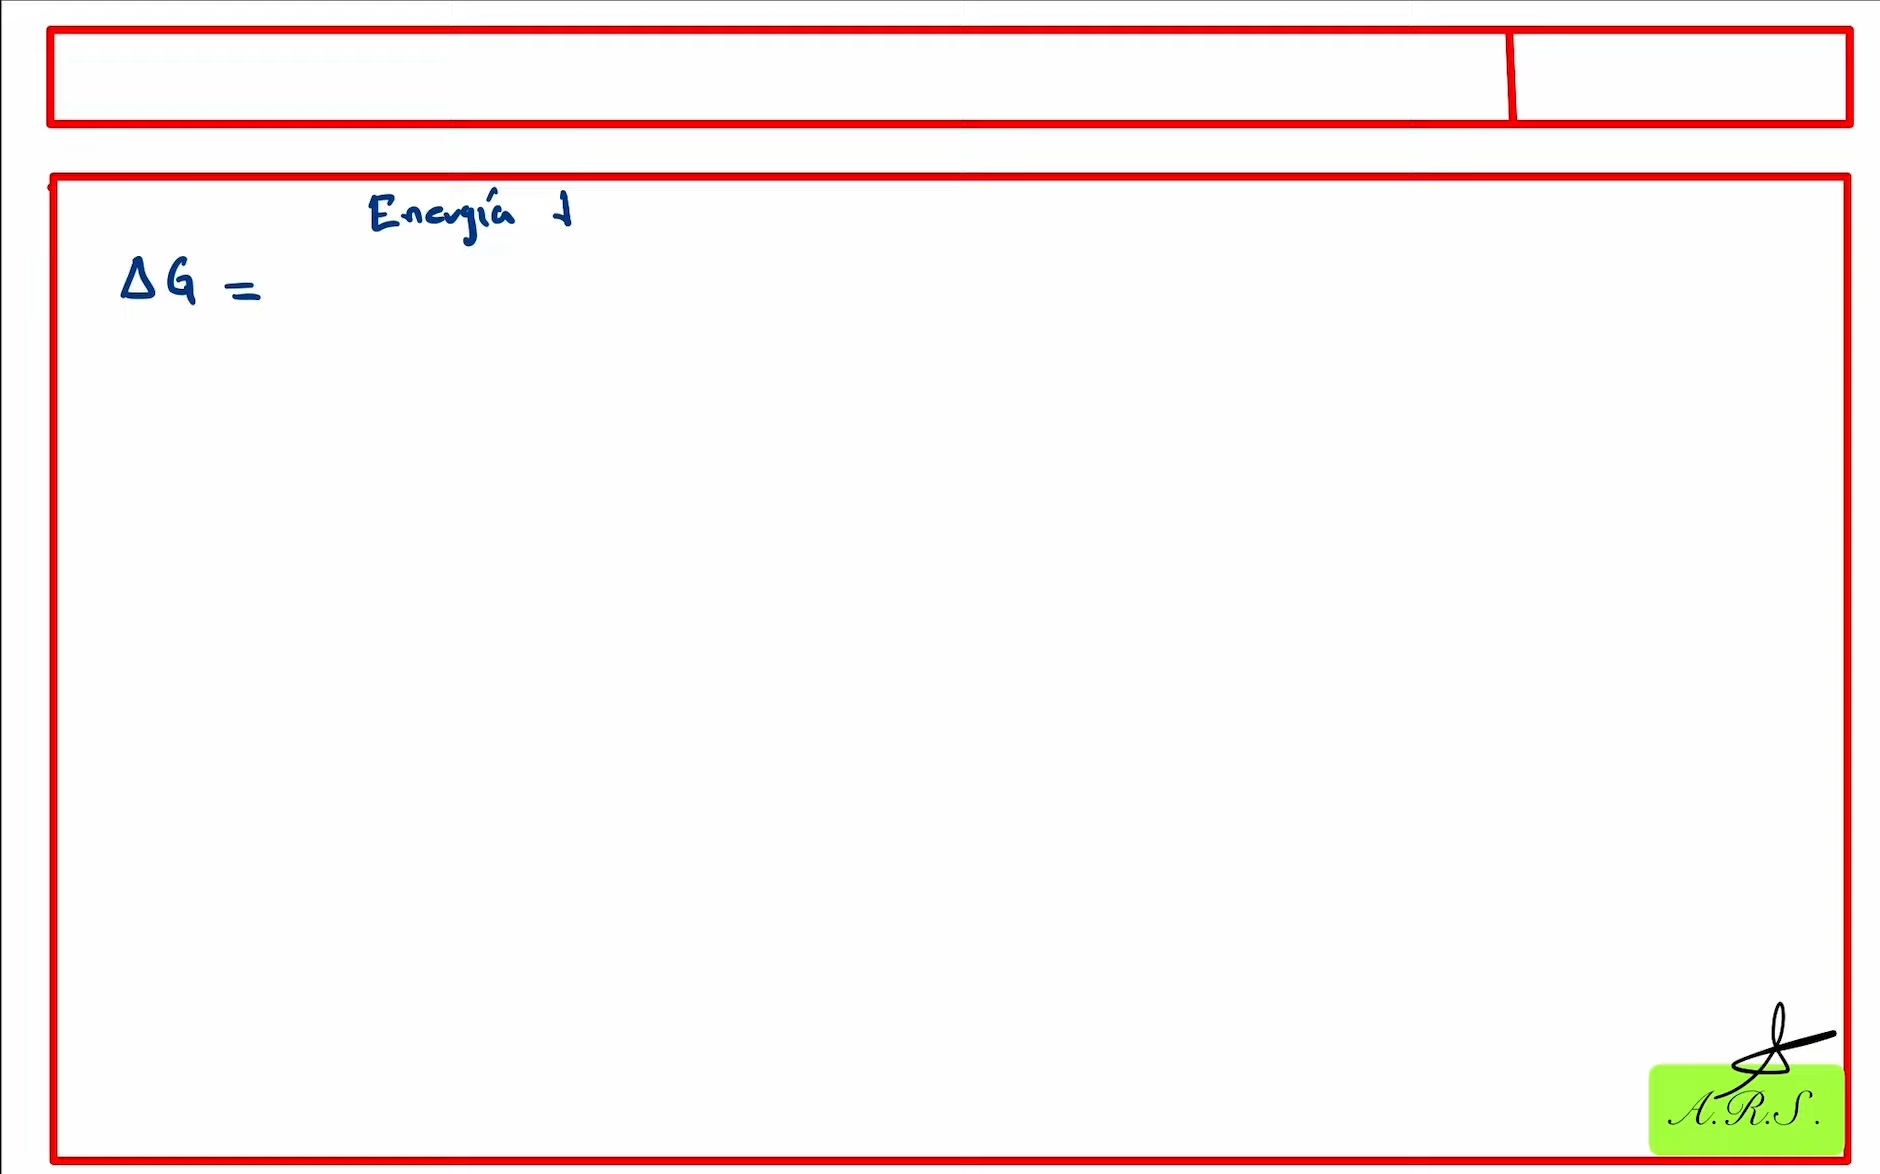 Energía
ΔG =
A.R.S.